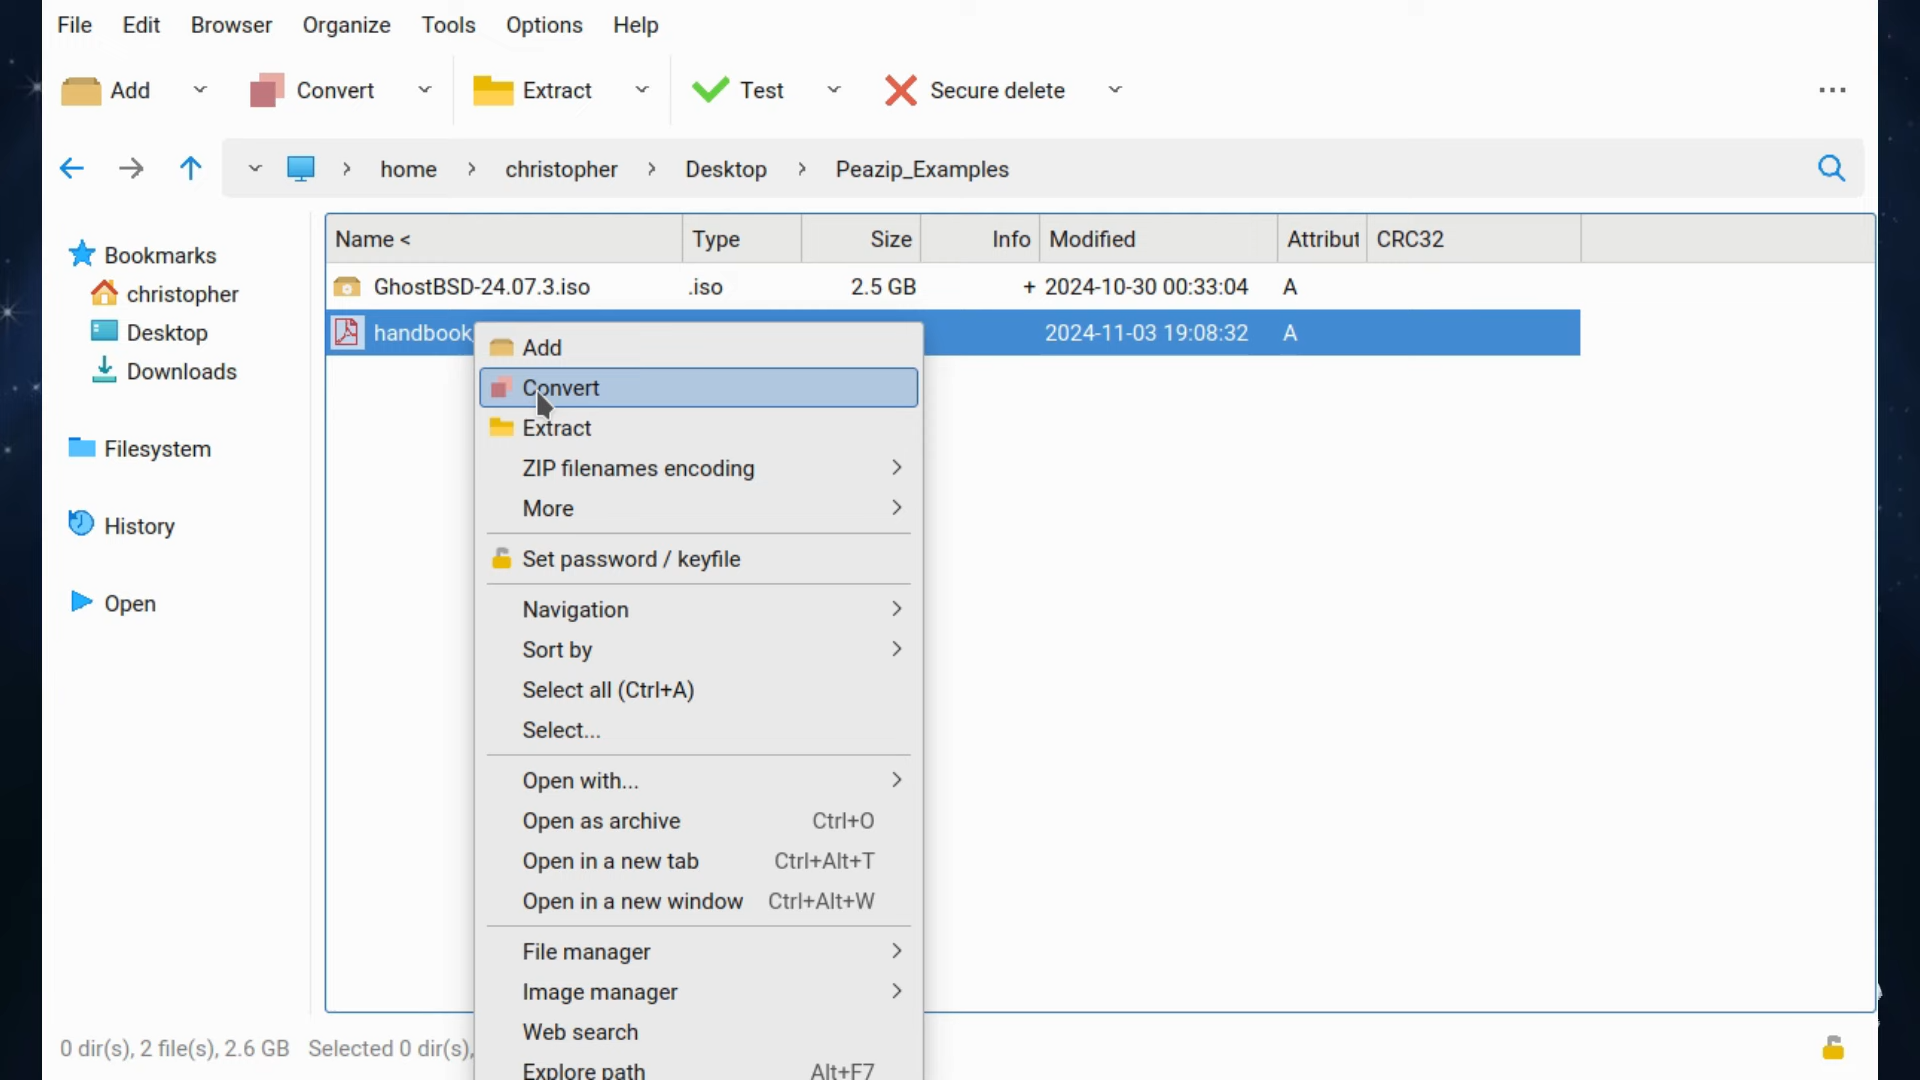 File Edit Browser Organize Tools Options Help
Add Convert Extract Test Secure delete ...
> home > christopher > Desktop > Peazip_Examples
Name < Type Size Info Modified Attribut CRC32
Bookmarks
christopher
Desktop
Downloads
Filesystem
History
Open
GhostBSD-24.07.3.iso .iso 2.5 GB + 2024-10-30 00:33:04 A
handbook 2024-11-03 19:08:32 A
Add
Convert
Extract
ZIP filenames encoding >
More >
Set password / keyfile
Navigation >
Sort by >
Select all (Ctrl+A)
Select...
Open with... >
Open as archive Ctrl+O
Open in a new tab Ctrl+Alt+T
Open in a new window Ctrl+Alt+W
File manager >
Image manager >
Web search
Explore path Alt+F7
0 dir(s), 2 file(s), 2.6 GB Selected 0 dir(s),